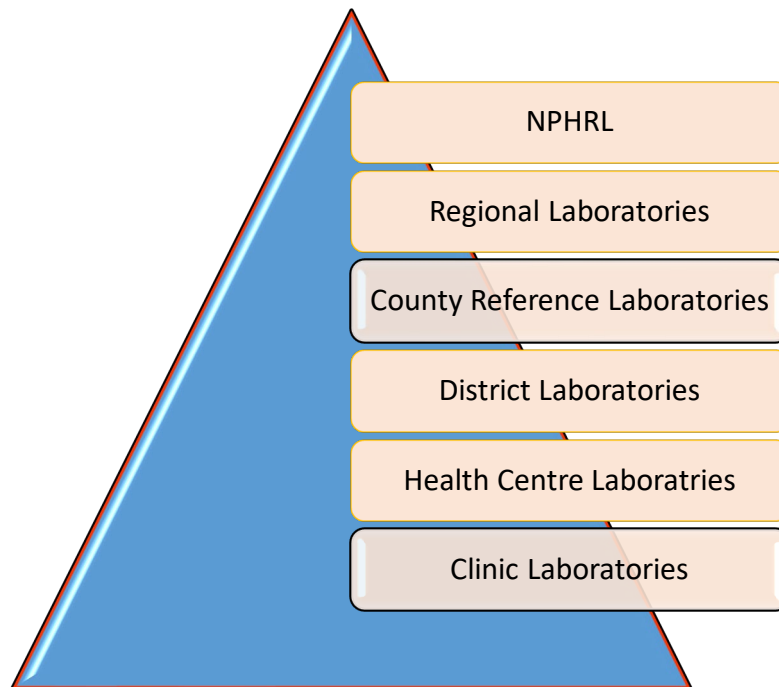 NPHRL
Regional Laboratories
County Reference Laboratories
District Laboratories
Health Centre Laboratries
Clinic Laboratories